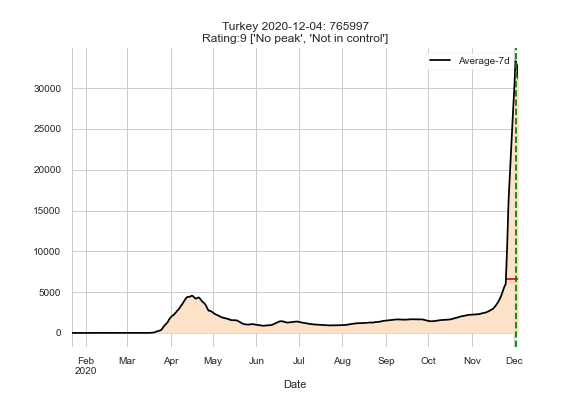 Turkey 2020-12-04: 765997
Rating:9 ['No peak', 'Not in control']
Average-7d
30000
25000
20000
15000
10000
5000
0
Feb Mar Apr May Jun Jul Aug Sep Oct Nov Dec
2020
Date